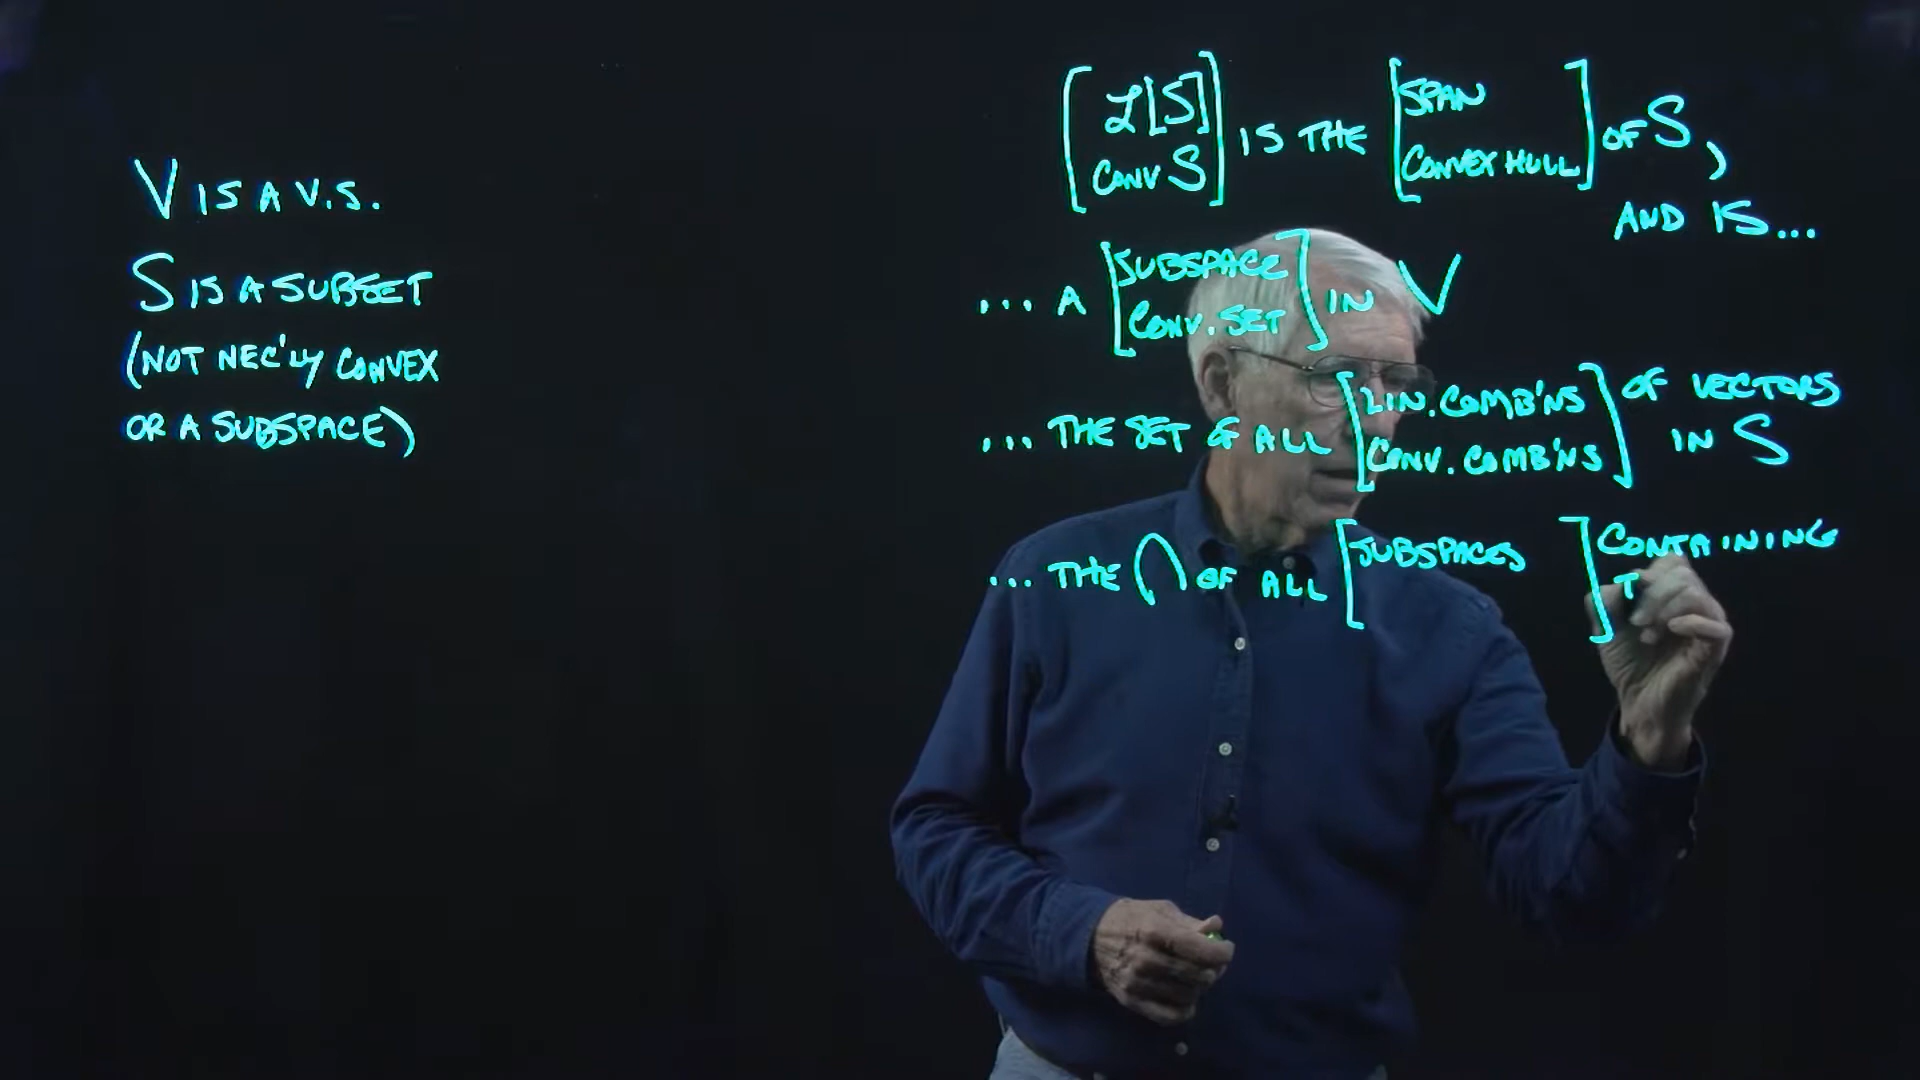 V IS A V.S.
S IS A SUBSET
(NOT NEC'LY CONVEX
OR A SUBSPACE)
[L[S]
CONV S] IS THE [SPAN
CONVEX HULL] OF S,
AND IS...
... A [SUBSPACE
CONV. SET] IN V
... THE SET OF ALL [LIN. COMB'NS
CONV. COMB'NS] OF VECTORS
IN S
... THE ∩ OF ALL [SUBSPACES ] CONTAINING
T